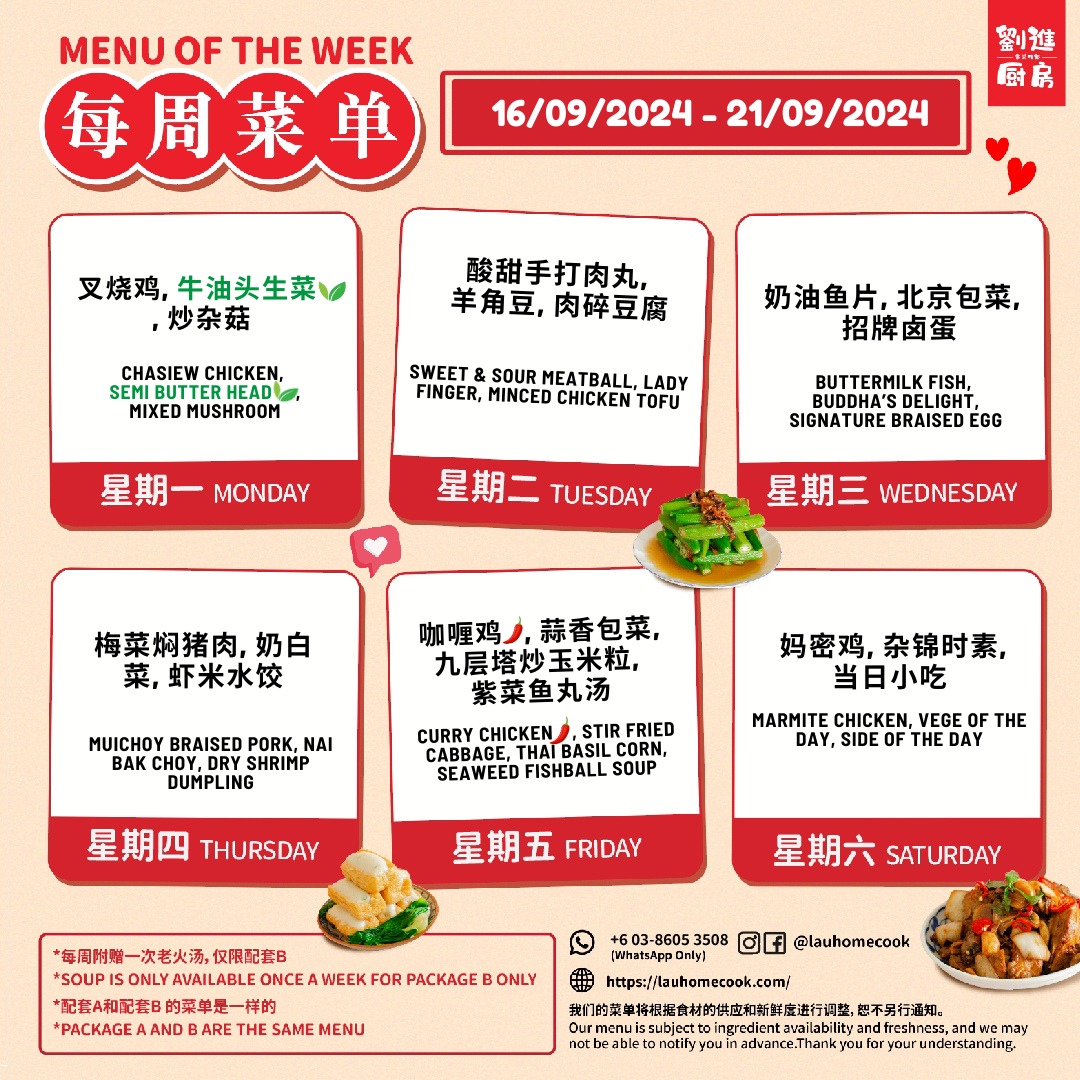 MENU OF THE WEEK
每周菜单
16/09/2024 - 21/09/2024
劉進
厨房
叉烧鸡, 牛油头生菜
, 炒杂菇
CHASIEW CHICKEN,
SEMI BUTTER HEAD,
MIXED MUSHROOM
星期一 MONDAY
酸甜手打肉丸,
羊角豆, 肉碎豆腐
SWEET & SOUR MEATBALL, LADY
FINGER, MINCED CHICKEN TOFU
星期二 TUESDAY
奶油鱼片, 北京包菜,
招牌卤蛋
BUTTERMILK FISH,
BUDDHA'S DELIGHT,
SIGNATURE BRAISED EGG
星期三 WEDNESDAY
梅菜焖猪肉, 奶白
菜, 虾米水饺
MUICHOY BRAISED PORK, NAI
BAK CHOY, DRY SHRIMP
DUMPLING
星期四 THURSDAY
咖喱鸡🌶, 蒜香包菜,
九层塔炒玉米粒,
紫菜鱼丸汤
CURRY CHICKEN🌶, STIR FRIED
CABBAGE, THAI BASIL CORN,
SEAWEED FISHBALL SOUP
星期五 FRIDAY
妈密鸡, 杂锦时素,
当日小吃
MARMITE CHICKEN, VEGE OF THE
DAY, SIDE OF THE DAY
星期六 SATURDAY
*每周附赠一次老火汤, 仅限配套B
*SOUP IS ONLY AVAILABLE ONCE A WEEK FOR PACKAGE B ONLY
*配套A和配套B 的菜单是一样的
*PACKAGE A AND B ARE THE SAME MENU
+6 03-8605 3508
(WhatsApp Only)
@lauhomecook
https://lauhomecook.com/
我们的菜单将根据食材的供应和新鲜度进行调整, 恕不另行通知。
Our menu is subject to ingredient availability and freshness, and we may
not be able to notify you in advance.Thank you for your understanding.